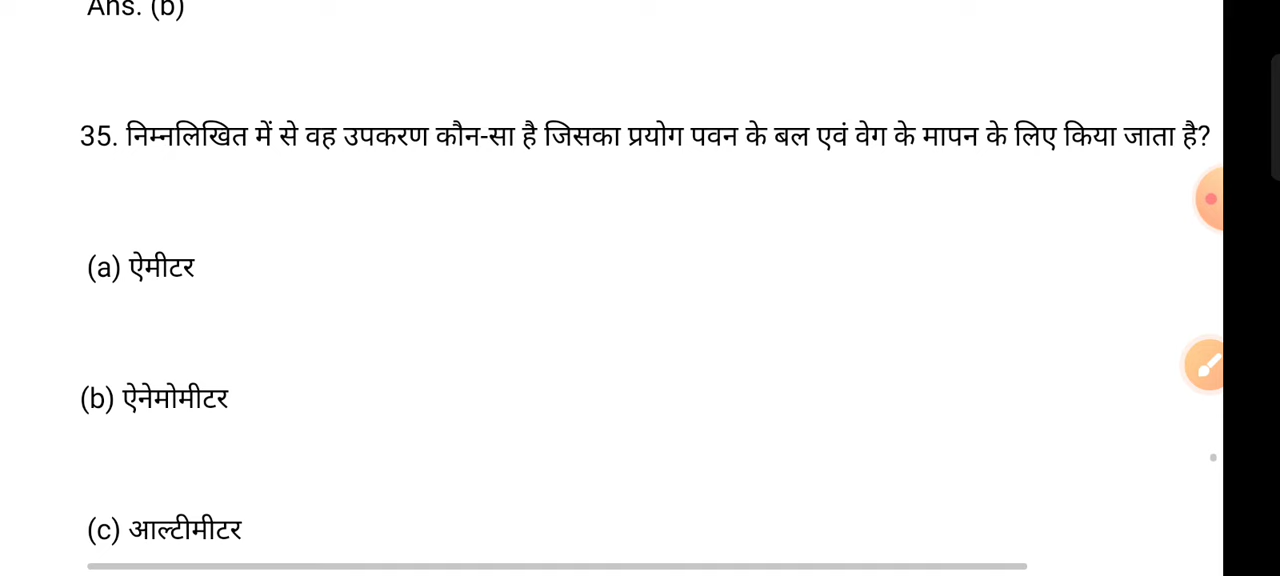 Ans. (b)
35. निम्नलिखित में से वह उपकरण कौन-सा है जिसका प्रयोग पवन के बल एवं वेग के मापन के लिए किया जाता है?
(a) ऐमीटर
(b) ऐनेमोमीटर
(c) आल्टीमीटर